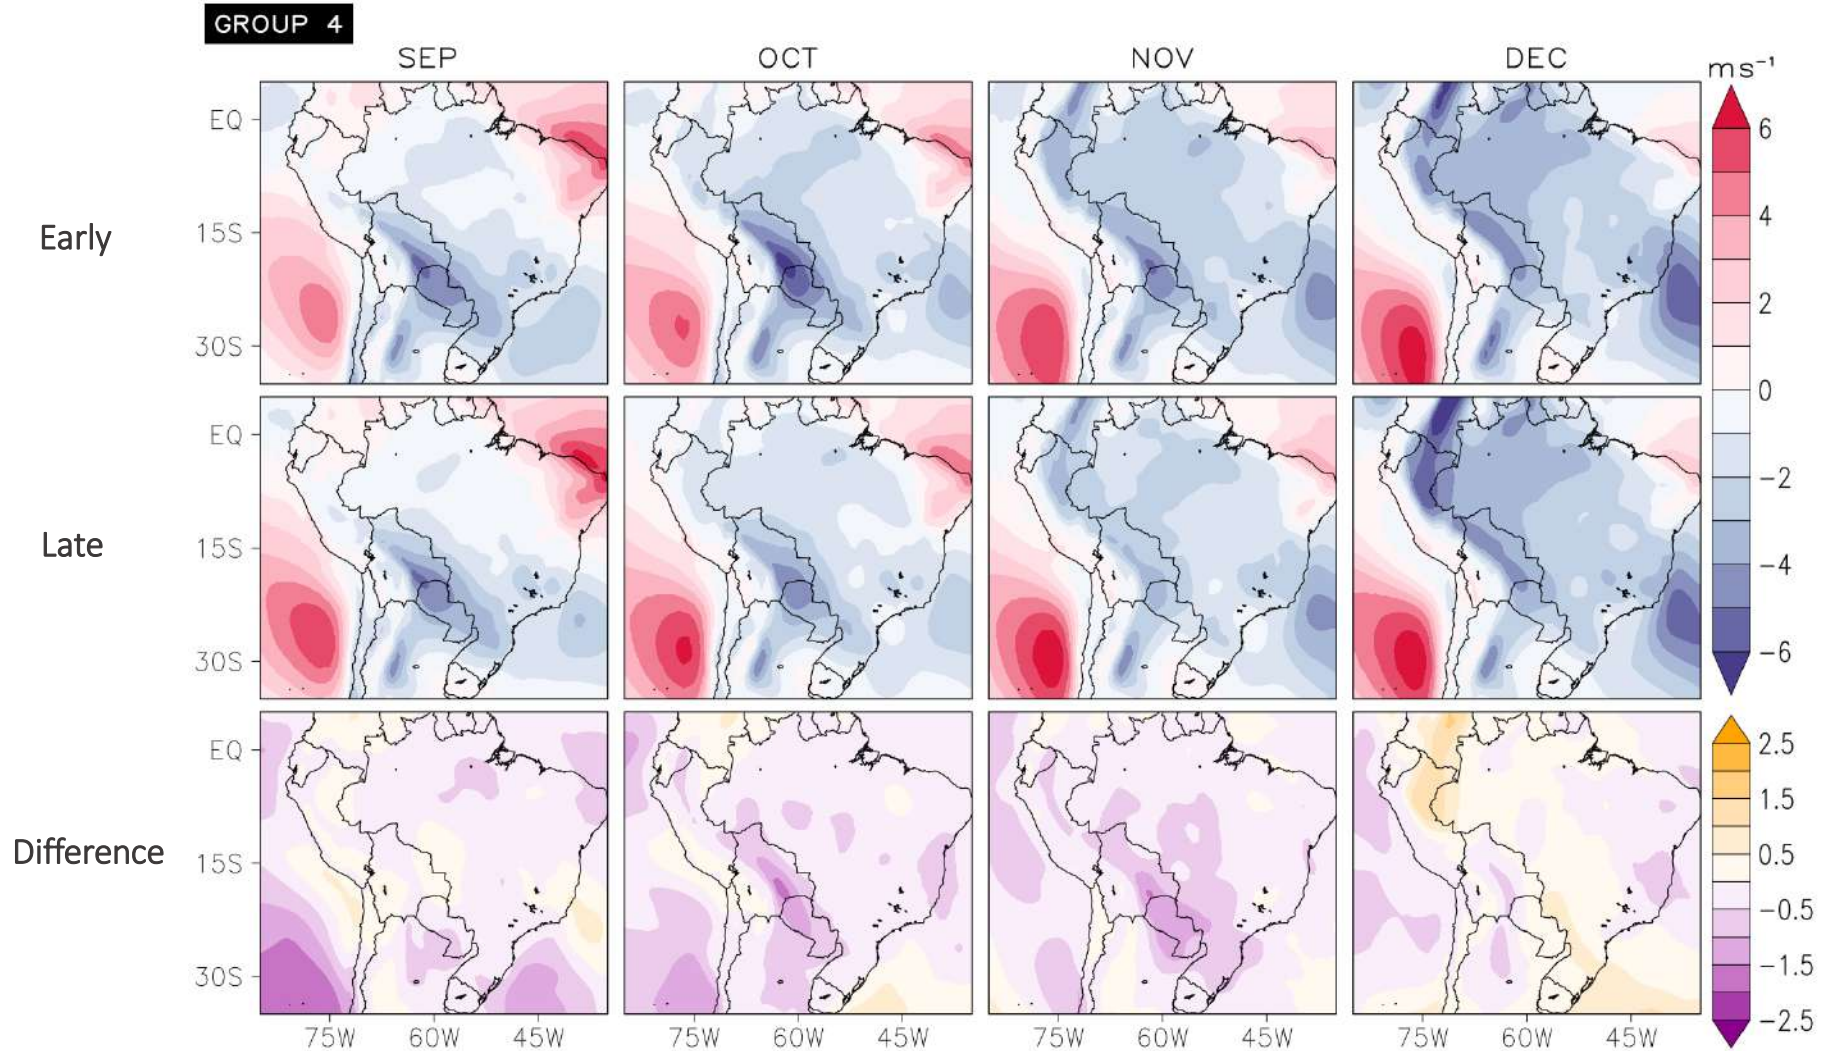 GROUP 4
SEP OCT NOV DEC
ms⁻¹
EQ
15S
30S
Early
6
4
2
0
-2
-4
-6
EQ
15S
30S
Late
EQ
15S
30S
Difference
2.5
1.5
0.5
-0.5
-1.5
-2.5
75W 60W 45W 75W 60W 45W 75W 60W 45W 75W 60W 45W